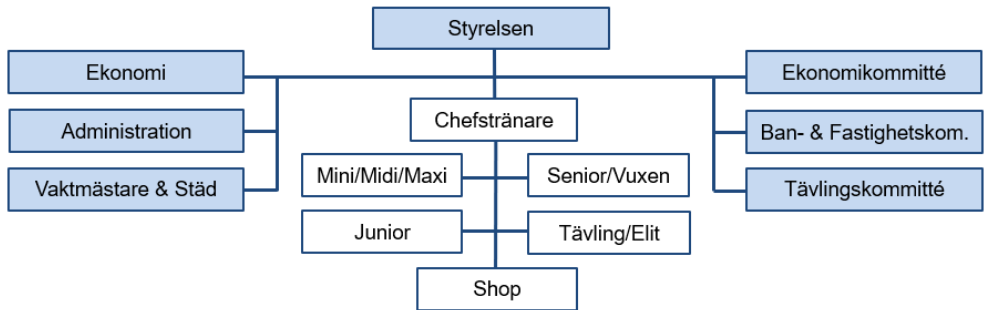 Styrelsen
Ekonomi
Ekonomikommitté
Chefstränare
Administration
Ban- & Fastighetskom.
Mini/Midi/Maxi
Senior/Vuxen
Vaktmästare & Städ
Tävlingskommitté
Junior
Tävling/Elit
Shop